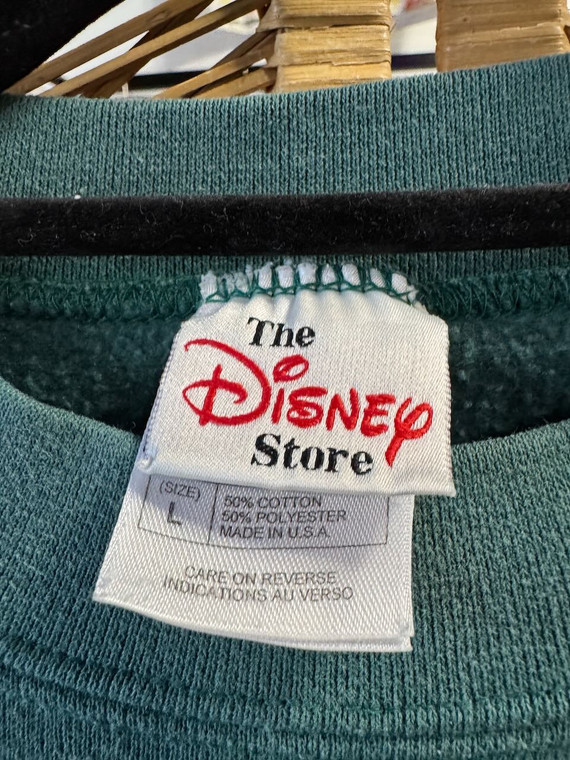 The
Disney
Store
(SIZE)
L
50% COTTON
50% POLYESTER
MADE IN U.S.A.
CARE ON REVERSE
INDICATIONS AU VERSO